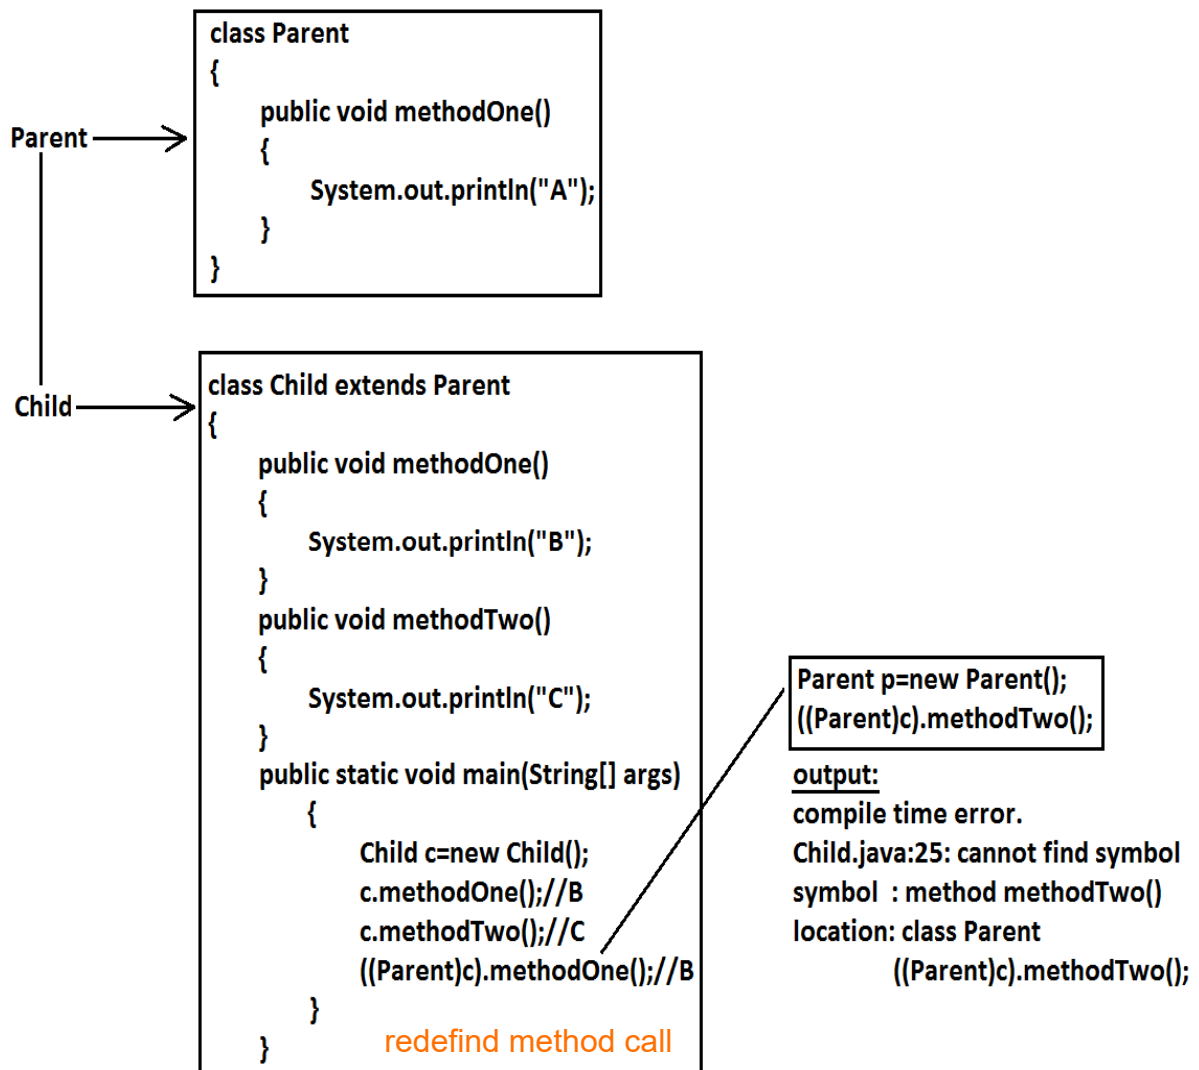 Parent
class Parent
{
public void methodOne()
{
System.out.println("A");
}
}
Child
class Child extends Parent
{
public void methodOne()
{
System.out.println("B");
}
public void methodTwo()
{
System.out.println("C");
}
public static void main(String[] args)
{
Child c=new Child();
c.methodOne();//B
c.methodTwo();//C
((Parent)c).methodOne();//B
}
redefind method call
}
Parent p=new Parent();
((Parent)c).methodTwo();
output:
compile time error.
Child.java:25: cannot find symbol
symbol : method methodTwo()
location: class Parent
((Parent)c).methodTwo();